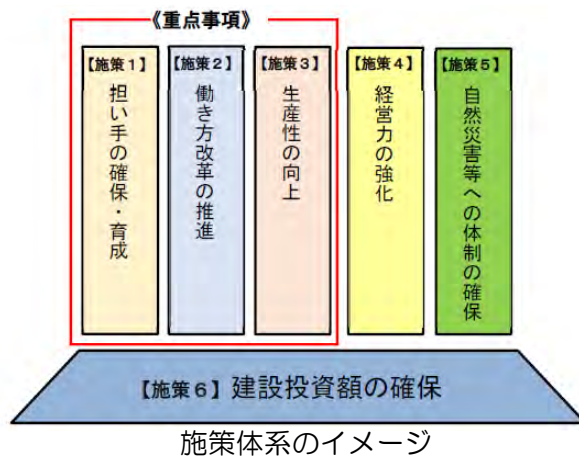 《重点事項》
【施策１】
担い手の確保・育成
【施策２】
働き方改革の推進
【施策３】
生産性の向上
【施策４】
経営力の強化
【施策５】
自然災害等への体制の確保
【施策６】建設投資額の確保
施策体系のイメージ